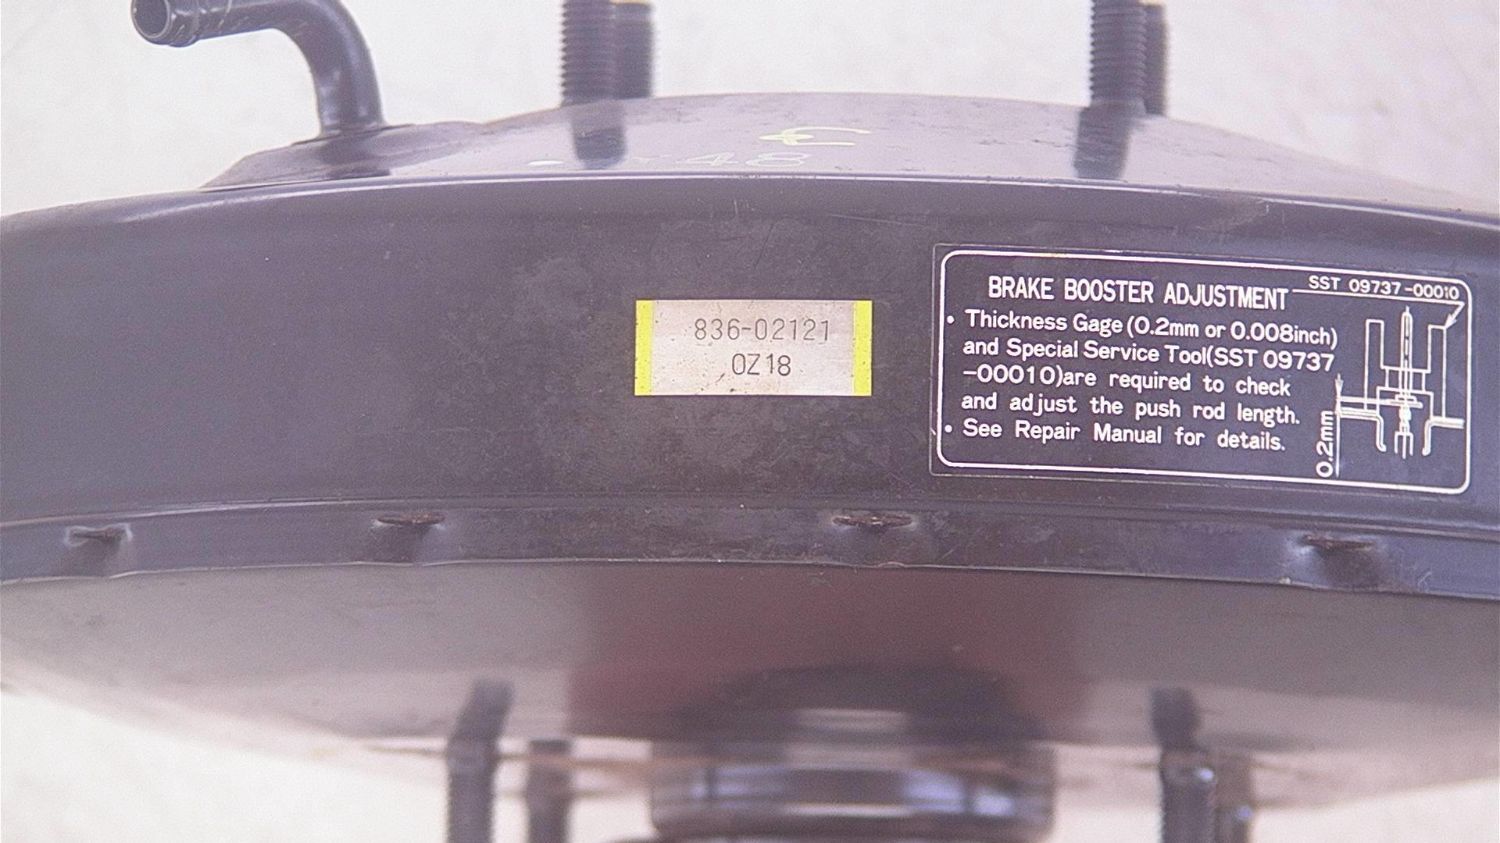 48
836-02121
0Z18
BRAKE BOOSTER ADJUSTMENT
SST 09737-00010
• Thickness Gage (0.2mm or 0.008inch)
and Special Service Tool(SST 09737
-00010)are required to check
and adjust the push rod length.
• See Repair Manual for details.
0.2mm